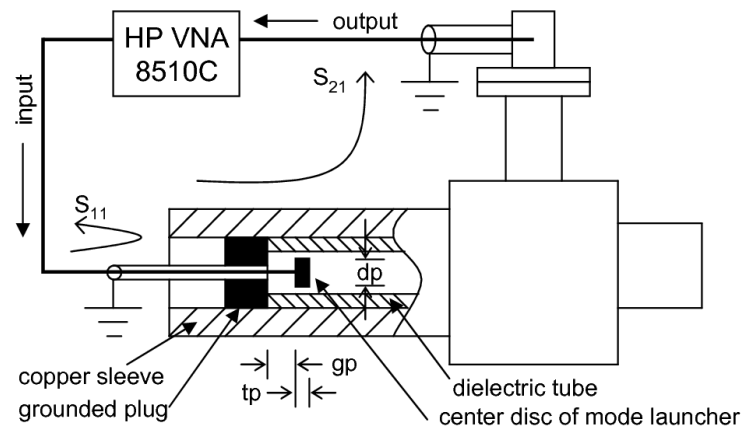 HP VNA
8510C
output
input
S21
S11
dp
gp
tp
copper sleeve
grounded plug
dielectric tube
center disc of mode launcher